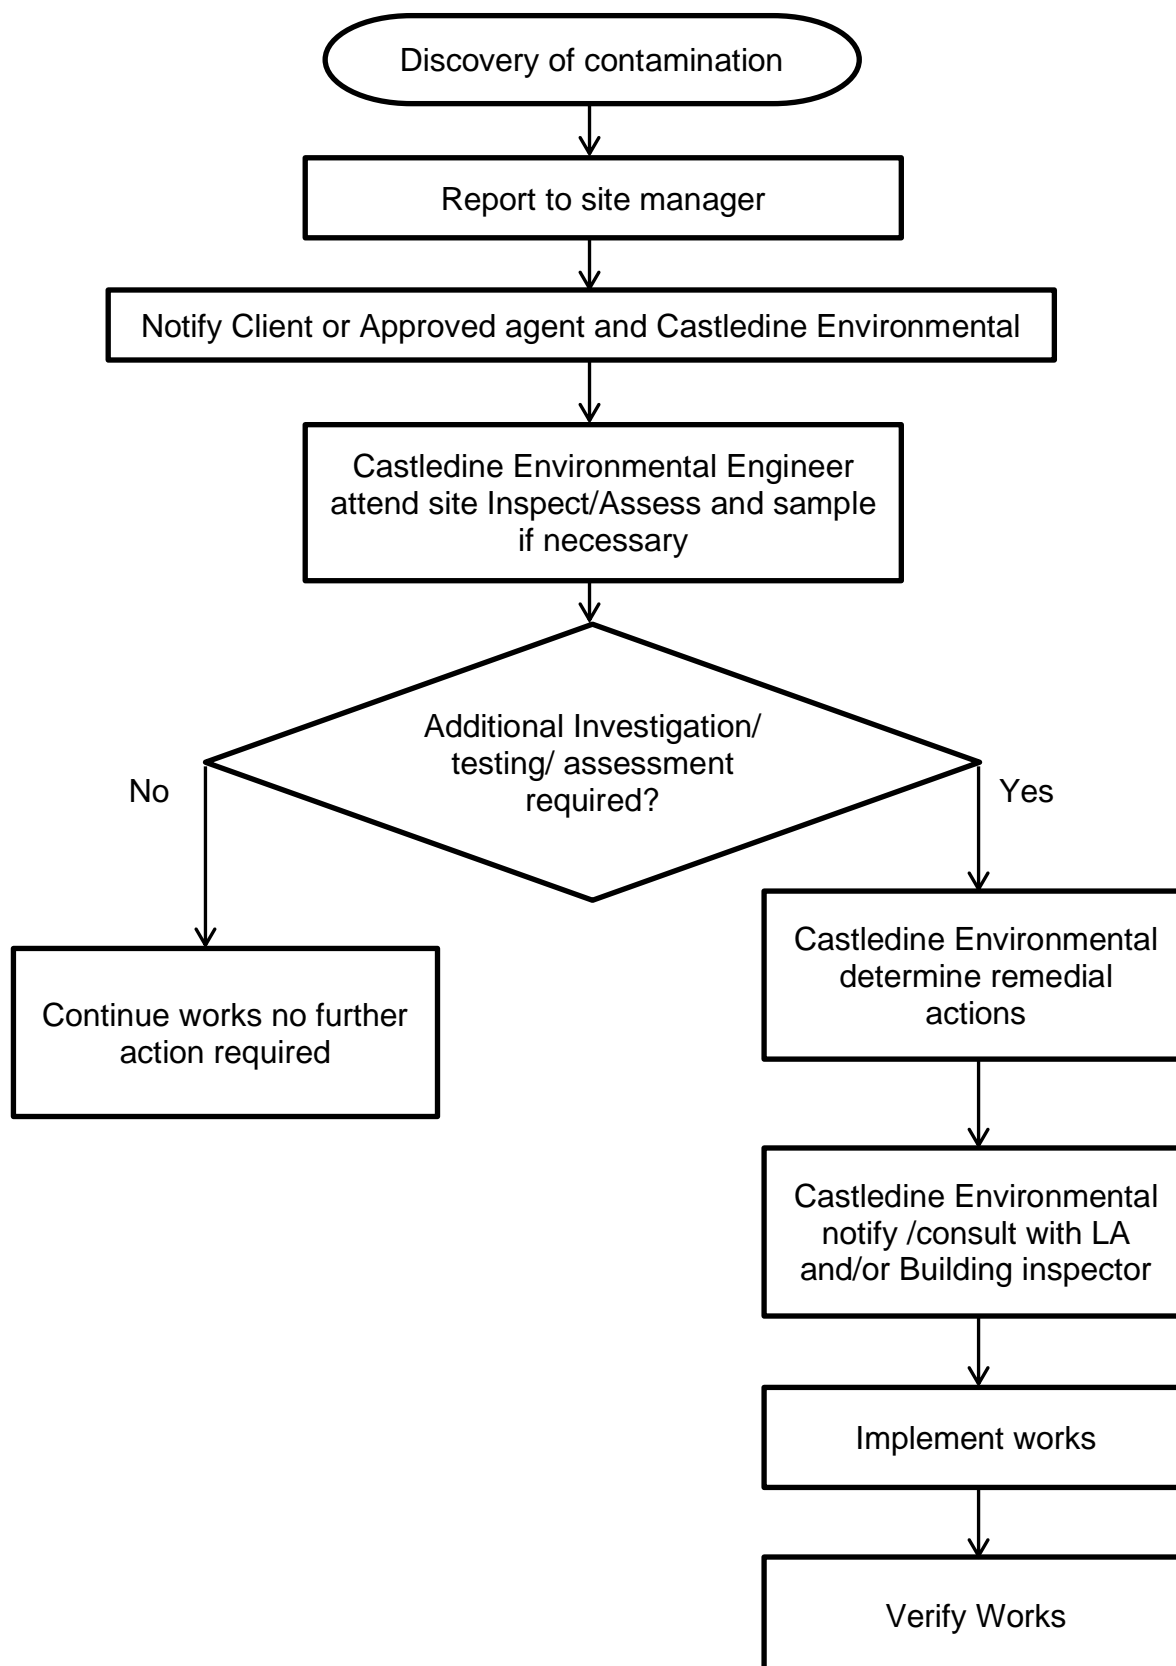 Discovery of contamination
Report to site manager
Notify Client or Approved agent and Castledine Environmental
Castledine Environmental Engineer
attend site Inspect/Assess and sample
if necessary
Additional Investigation/
testing/ assessment
required?
No
Yes
Continue works no further
action required
Castledine Environmental
determine remedial
actions
Castledine Environmental
notify /consult with LA
and/or Building inspector
Implement works
Verify Works